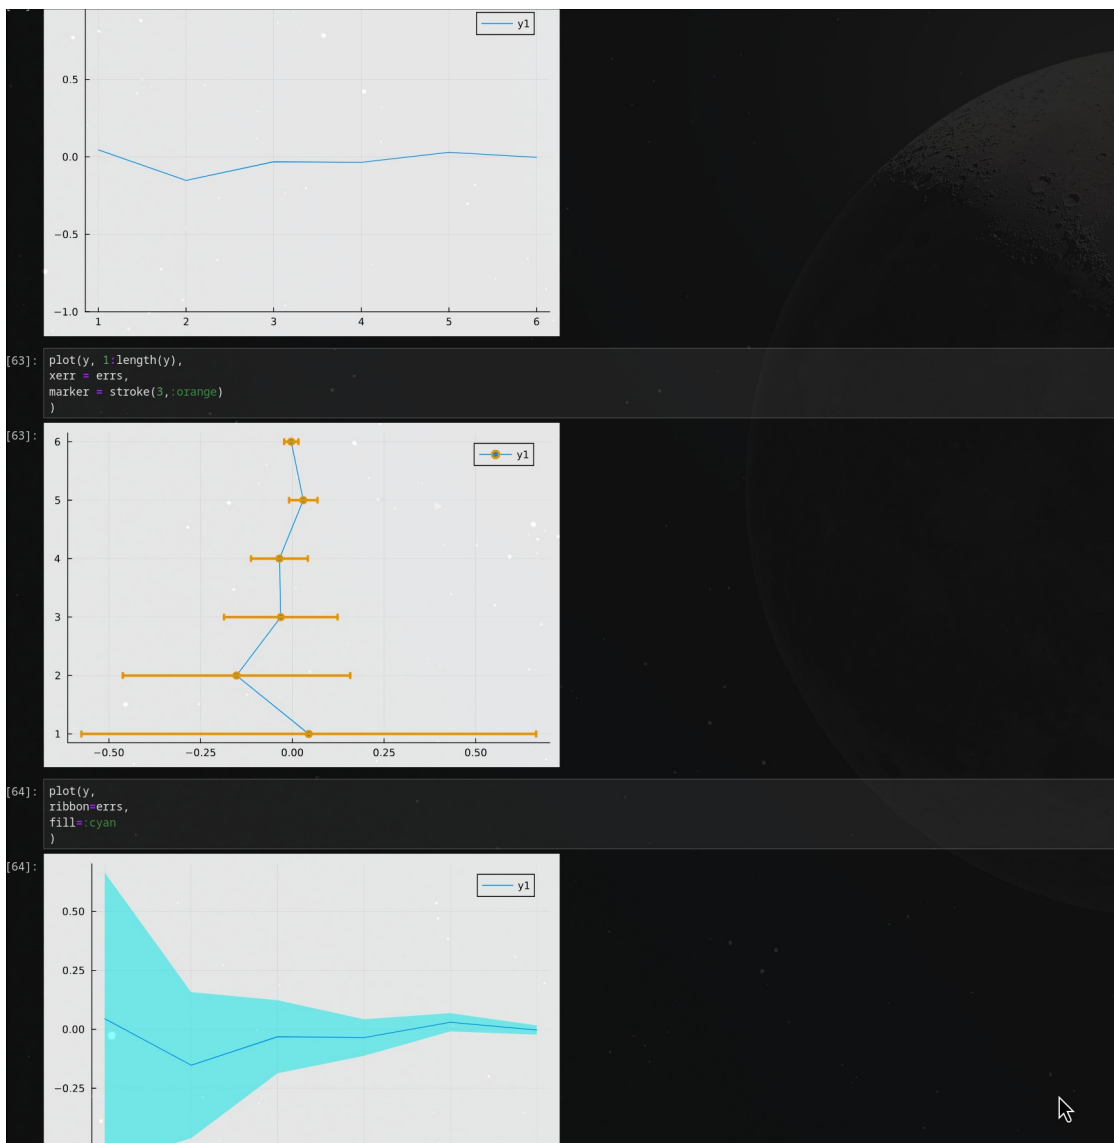 y1
0.5
0.0
−0.5
−1.0
1 2 3 4 5 6
[63]:
plot(y, 1:length(y),
xerr = errs,
marker = stroke(3,:orange)
)
[63]:
y1
6
5
4
3
2
1
−0.50 −0.25 0.00 0.25 0.50
[64]:
plot(y,
ribbon=errs,
fill=:cyan
)
[64]:
y1
0.50
0.25
0.00
−0.25